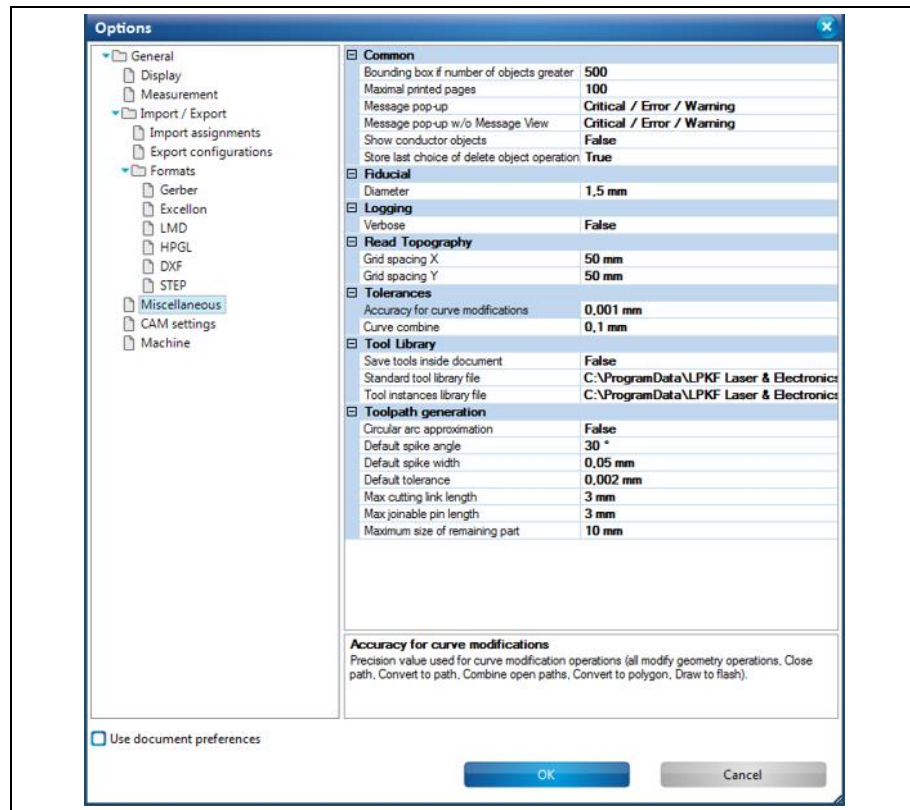 Options
General
Display
Measurement
Import / Export
Import assignments
Export configurations
Formats
Gerber
Excellon
LMD
HPGL
DXF
STEP
Miscellaneous
CAM settings
Machine
Common
Bounding box if number of objects greater 500
Maximal printed pages 100
Message pop-up Critical / Error / Warning
Message pop-up w/o Message View Critical / Error / Warning
Show conductor objects False
Store last choice of delete object operation True
Fiducial
Diameter 1,5 mm
Logging
Verbose False
Read Topography
Grid spacing X 50 mm
Grid spacing Y 50 mm
Tolerances
Accuracy for curve modifications 0,001 mm
Curve combine 0,1 mm
Tool Library
Save tools inside document False
Standard tool library file C:\ProgramData\LPKF Laser & Electronics
Tool instances library file C:\ProgramData\LPKF Laser & Electronics
Toolpath generation
Circular arc approximation False
Default spike angle 30 °
Default spike width 0,05 mm
Default tolerance 0,002 mm
Max cutting link length 3 mm
Max joinable pin length 3 mm
Maximum size of remaining part 10 mm
Accuracy for curve modifications
Precision value used for curve modification operations (all modify geometry operations, Close
path, Convert to path, Combine open paths, Convert to polygon, Draw to flash).
Use document preferences
OK
Cancel